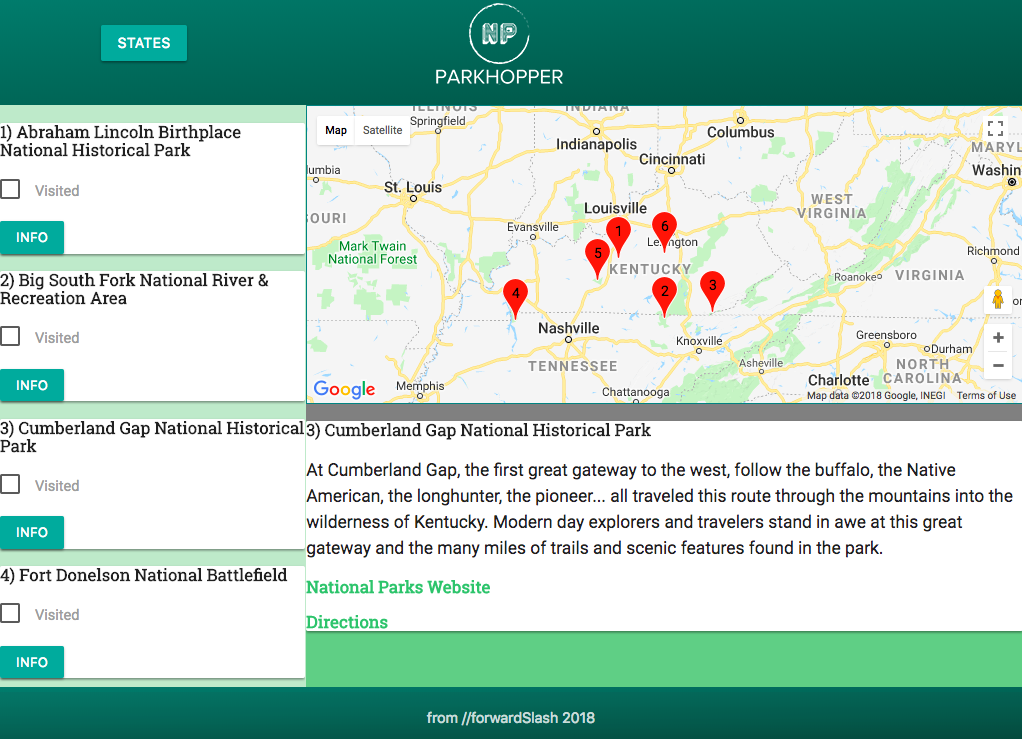 STATES
NP
PARKHOPPER
1) Abraham Lincoln Birthplace
National Historical Park
Visited
INFO
2) Big South Fork National River &
Recreation Area
Visited
INFO
3) Cumberland Gap National Historical
Park
Visited
INFO
4) Fort Donelson National Battlefield
Visited
INFO
Map
Satellite
ILLINOIS
INDIANA
Springfield
Indianapolis
Columbus
Cincinnati
MARYL
Washin
umbia
St. Louis
OURI
Louisville
WEST
VIRGINIA
Evansville
1
6
Lexington
Mark Twain
National Forest
5
KENTUCKY
Richmond
Roanoke
VIRGINIA
4
2
3
or
Nashville
Knoxville
Greensboro
Durham
TENNESSEE
Asheville
NORTH
CAROLINA
Charlotte
Memphis
Chattanooga
Google
Map data ©2018 Google, INEGI
Terms of Use
3) Cumberland Gap National Historical Park
At Cumberland Gap, the first great gateway to the west, follow the buffalo, the Native
American, the longhunter, the pioneer... all traveled this route through the mountains into the
wilderness of Kentucky. Modern day explorers and travelers stand in awe at this great
gateway and the many miles of trails and scenic features found in the park.
National Parks Website
Directions
from //forwardSlash 2018